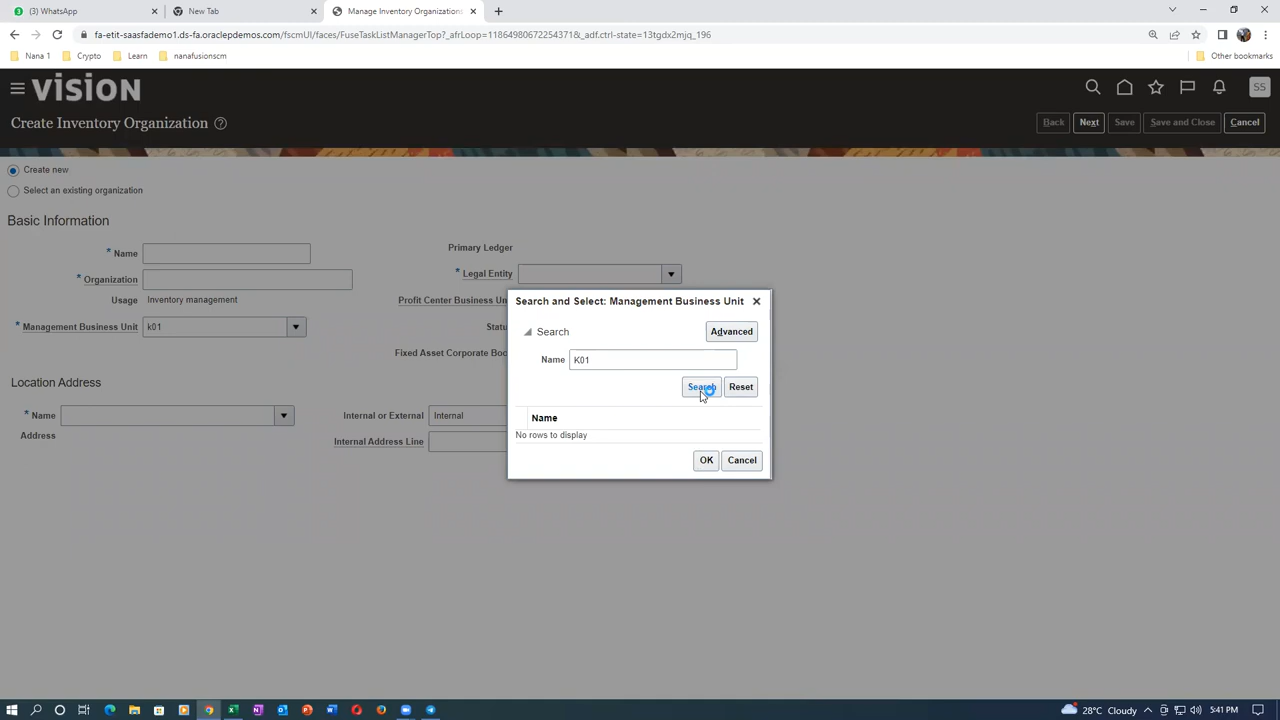 (3) WhatsApp
New Tab
Manage Inventory Organizations
fa-etit-saasfademo1.ds-fa.oraclepdemos.com/fscmUI/faces/FuseTaskListManagerTop?_afrLoop=11864980672254371&_adf.ctrl-state=13tgdx2mjq_196
Nana 1
Crypto
Learn
nanafusionscm
Other bookmarks
VISION
SS
Create Inventory Organization
Back
Next
Save
Save and Close
Cancel
Create new
Select an existing organization
Basic Information
* Name
Primary Ledger
* Organization
* Legal Entity
Usage Inventory management
Profit Center Business Un
* Management Business Unit k01
Statu
Fixed Asset Corporate Boo
Location Address
* Name
Internal or External Internal
Address
Internal Address Line
Search and Select: Management Business Unit
Search
Advanced
Name K01
Search
Reset
Name
No rows to display
OK
Cancel
28°C Cloudy
5:41 PM